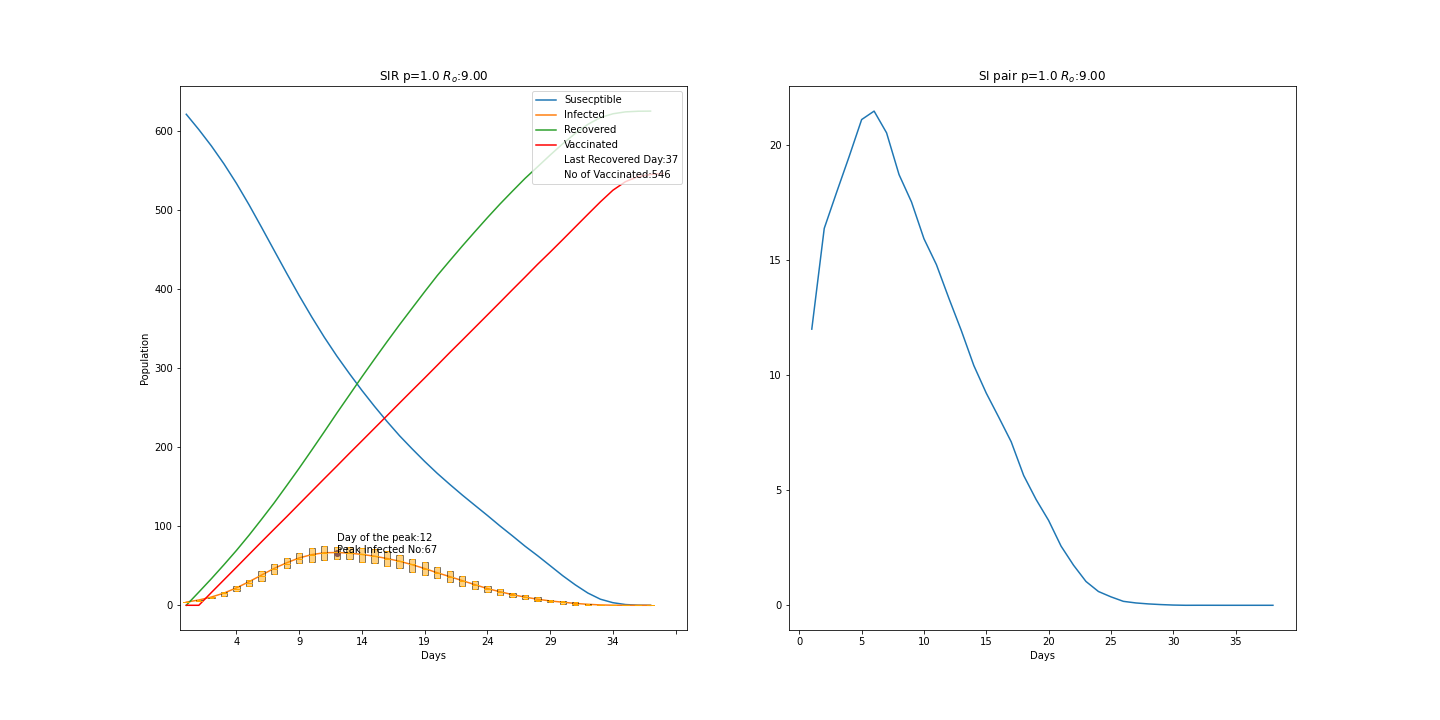 SIR p=1.0 Rₒ:9.00
Susecptible
Infected
Recovered
Vaccinated
Last Recovered Day:37
No of Vaccinated:546
600
500
400
300
200
100
0
Population
Day of the peak:12
Peak Infected No:67
4 9 14 19 24 29 34
Days
SI pair p=1.0 Rₒ:9.00
20
15
10
5
0
0 5 10 15 20 25 30 35
Days